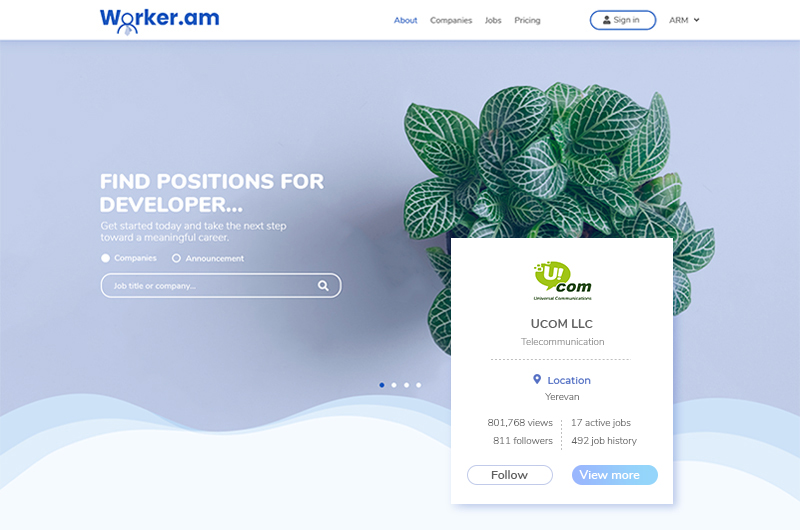 Worker.am
About Companies Jobs Pricing
Sign in
ARM
FIND POSITIONS FOR
DEVELOPER...
Get started today and take the next step
toward a meaningful career.
Companies Announcement
Job title or company...
U!com
Universal Communications
UCOM LLC
Telecommunication
Location
Yerevan
801,768 views 17 active jobs
811 followers 492 job history
Follow View more